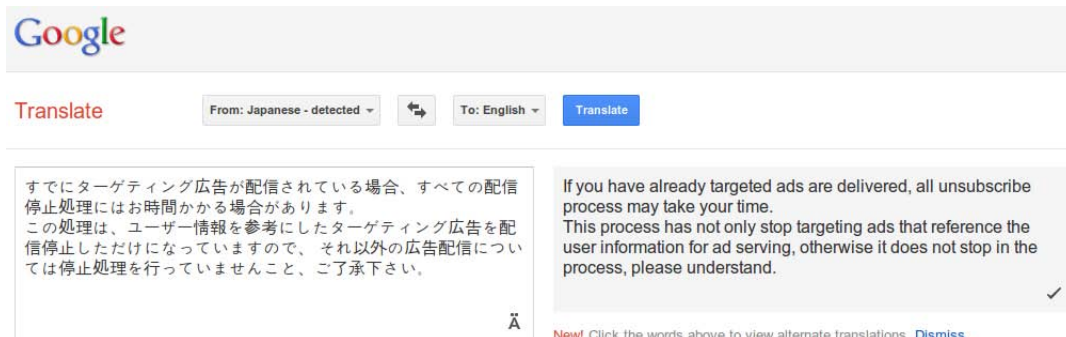 Google
Translate
From: Japanese - detected
To: English
Translate
すでにターゲティング広告が配信されている場合、すべての配信
停止処理にはお時間かかる場合があります。
この処理は、ユーザー情報を参考にしたターゲティング広告を配
信停止しただけになっていますので、 それ以外の広告配信につい
ては停止処理を行っていませんこと、ご了承下さい。
Ä
If you have already targeted ads are delivered, all unsubscribe
process may take your time.
This process has not only stop targeting ads that reference the
user information for ad serving, otherwise it does not stop in the
process, please understand.
New! Click the words above to view alternate translations. Dismiss